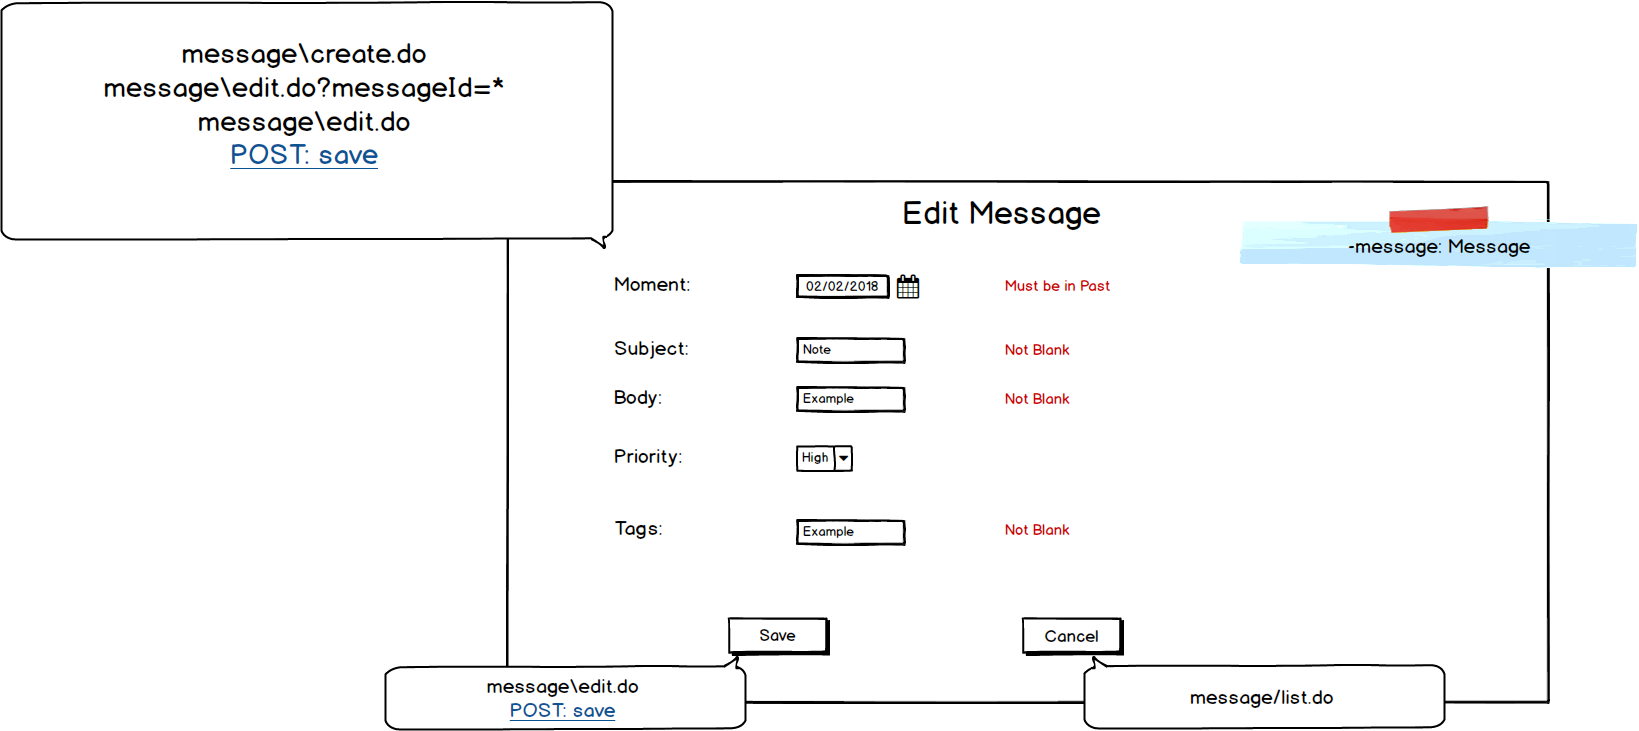 message\create.do
message\edit.do?messageId=*
message\edit.do
POST: save
Edit Message
-message: Message
Moment: 02/02/2018 Must be in Past
Subject: Note Not Blank
Body: Example Not Blank
Priority: High
Tags: Example Not Blank
Save Cancel
message\edit.do
POST: save
message/list.do